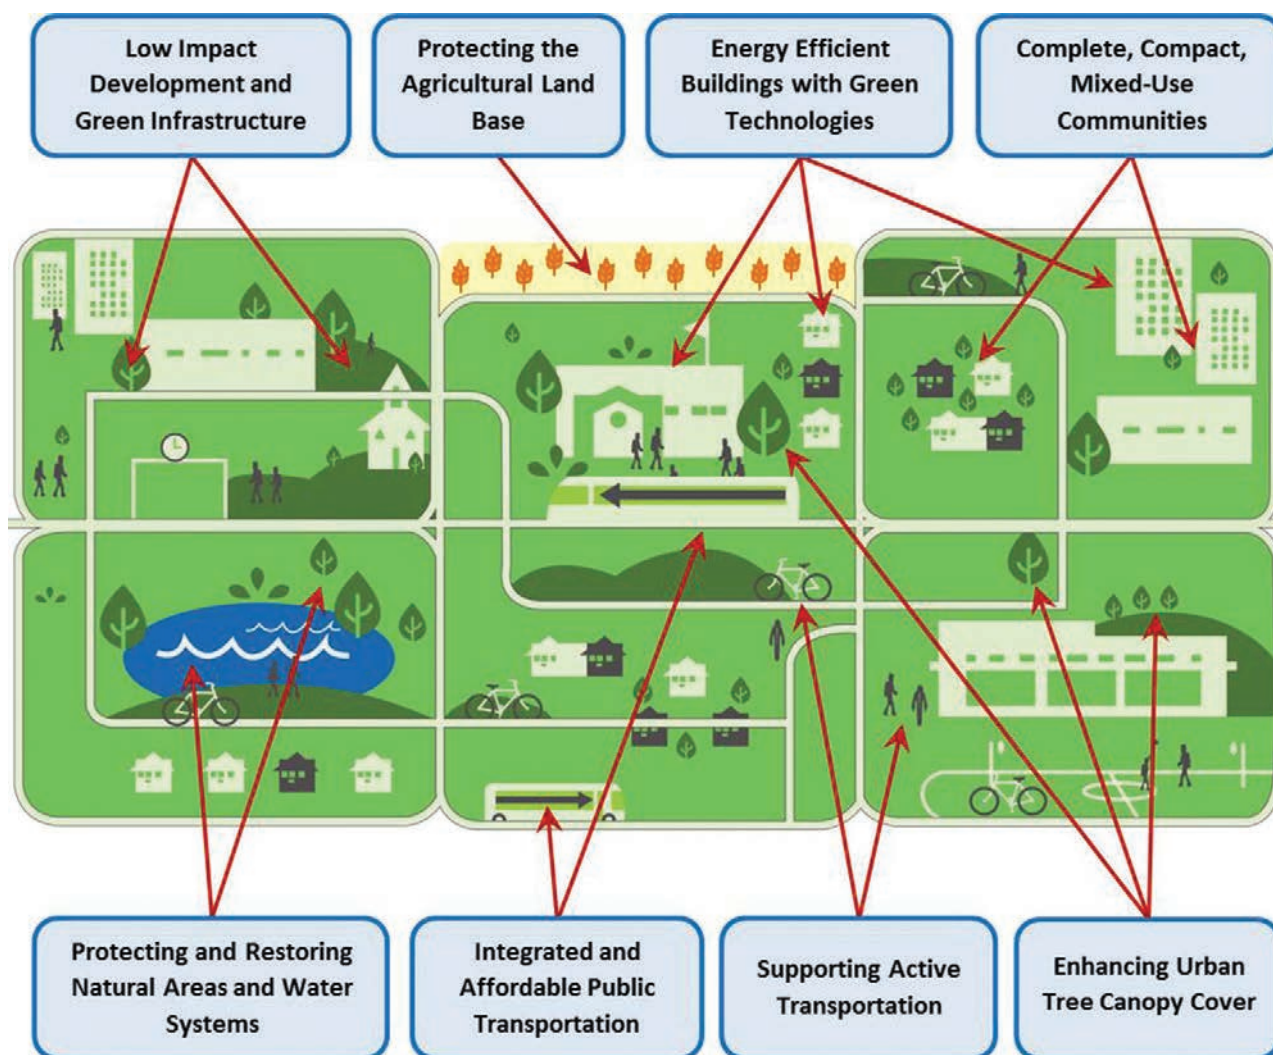 Low Impact
Development and
Green Infrastructure
Protecting the
Agricultural Land
Base
Energy Efficient
Buildings with Green
Technologies
Complete, Compact,
Mixed-Use
Communities
Protecting and Restoring
Natural Areas and Water
Systems
Integrated and
Affordable Public
Transportation
Supporting Active
Transportation
Enhancing Urban
Tree Canopy Cover